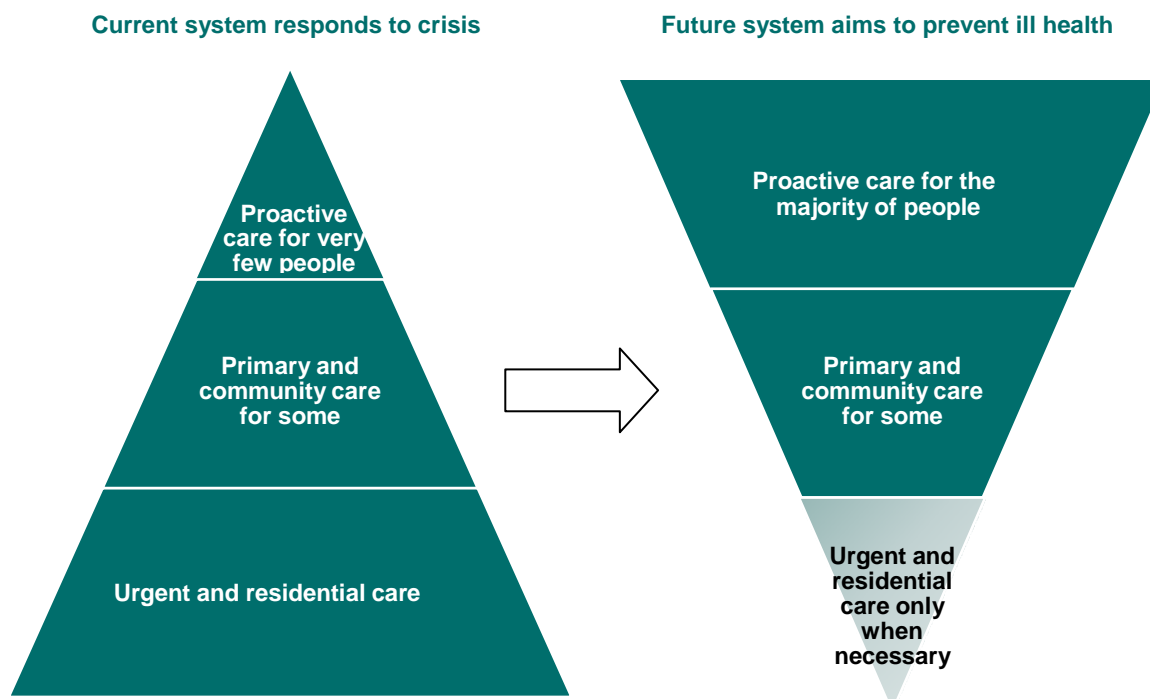 Current system responds to crisis
Proactive
care for very
few people
Primary and
community care
for some
Urgent and residential care
Future system aims to prevent ill health
Proactive care for the
majority of people
Primary and
community care
for some
Urgent and
residential
care only
when
necessary